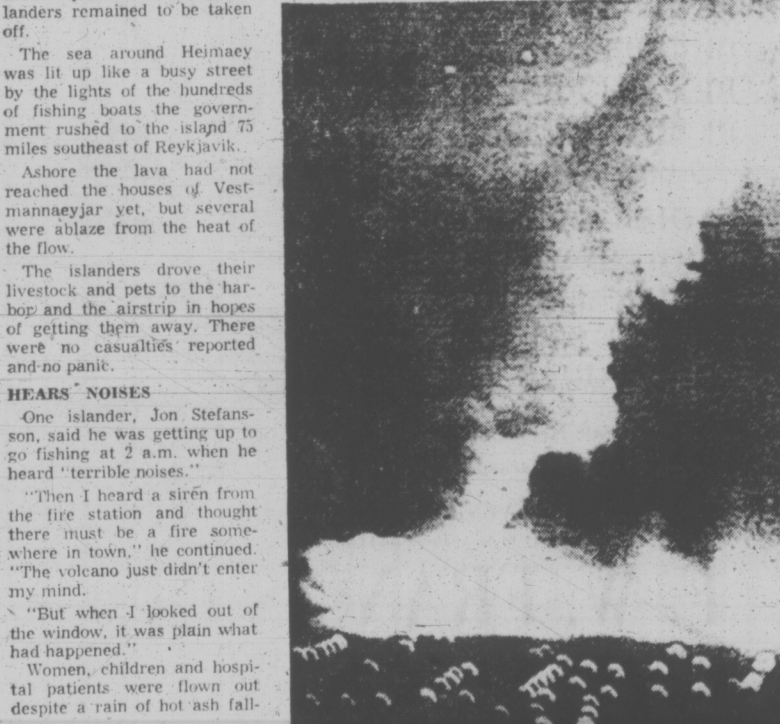 landers remained to be taken
off.
The sea around Heimaey
was lit up like a busy street
by the lights of the hundreds
of fishing boats the govern-
ment rushed to the island 75
miles southeast of Reykjavik.
Ashore the lava had not
reached the houses of Vest-
mannaeyjar yet, but several
were ablaze from the heat of
the flow.
The islanders drove their
livestock and pets to the har-
bor and the airstrip in hopes
of getting them away. There
were no casualties reported
and no panic.
HEARS NOISES
One islander, Jon Stefans-
son, said he was getting up to
go fishing at 2 a.m. when he
heard "terrible noises."
"Then I heard a siren from
the fire station and thought
there must be a fire some-
where in town," he continued.
"The volcano just didn't enter
my mind.
"But when I looked out of
the window, it was plain what
had happened."
Women, children and hospi-
tal patients were flown out
despite a rain of hot ash fall-